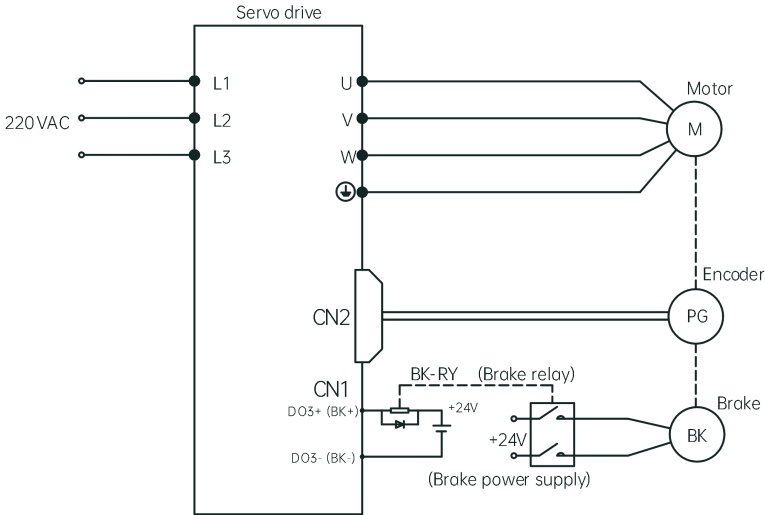 Servo drive
L1
U
Motor
220VAC
L2
V
M
L3
W
Encoder
CN2
PG
CN1
BK-RY (Brake relay)
DO3+ (BK+)
+24V
Brake
+24V
BK
DO3- (BK-)
(Brake power supply)